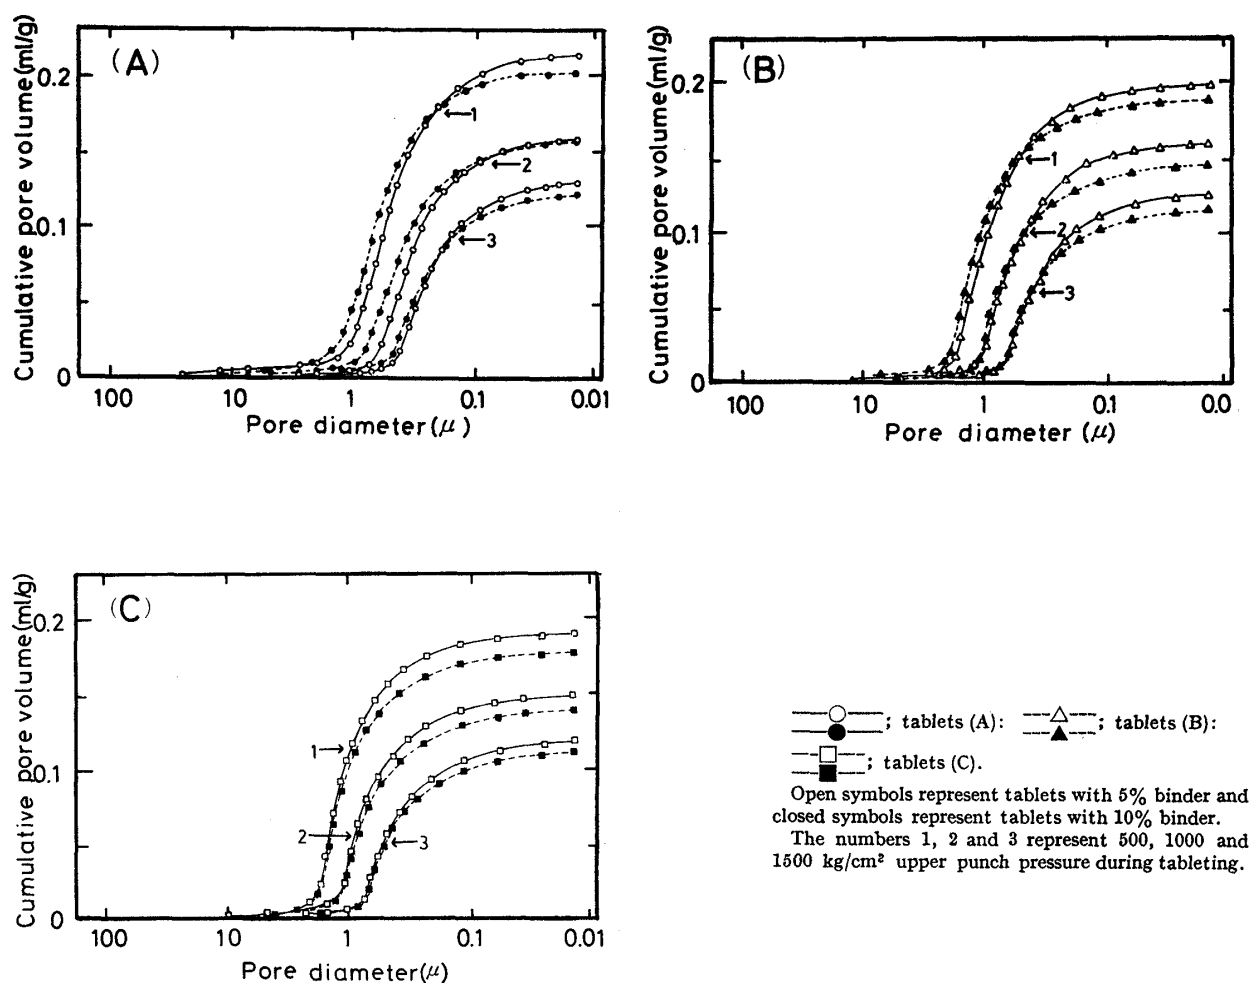 (A)
Cumulative pore volume(ml/g)
0.2
0.1
0
1
2
3
100 10 1 0.1 0.01
Pore diameter(μ)
(B)
Cumulative pore volume(ml/g)
0.2
0.1
0
1
2
3
100 10 1 0.1 0.0
Pore diameter (μ)
(C)
Cumulative pore volume(ml/g)
0.2
0.1
0
1
2
3
100 10 1 0.1 0.01
Pore diameter(μ)
; tablets (A): ; tablets (B):
; tablets (C).
Open symbols represent tablets with 5% binder and
closed symbols represent tablets with 10% binder.
The numbers 1, 2 and 3 represent 500, 1000 and
1500 kg/cm² upper punch pressure during tableting.